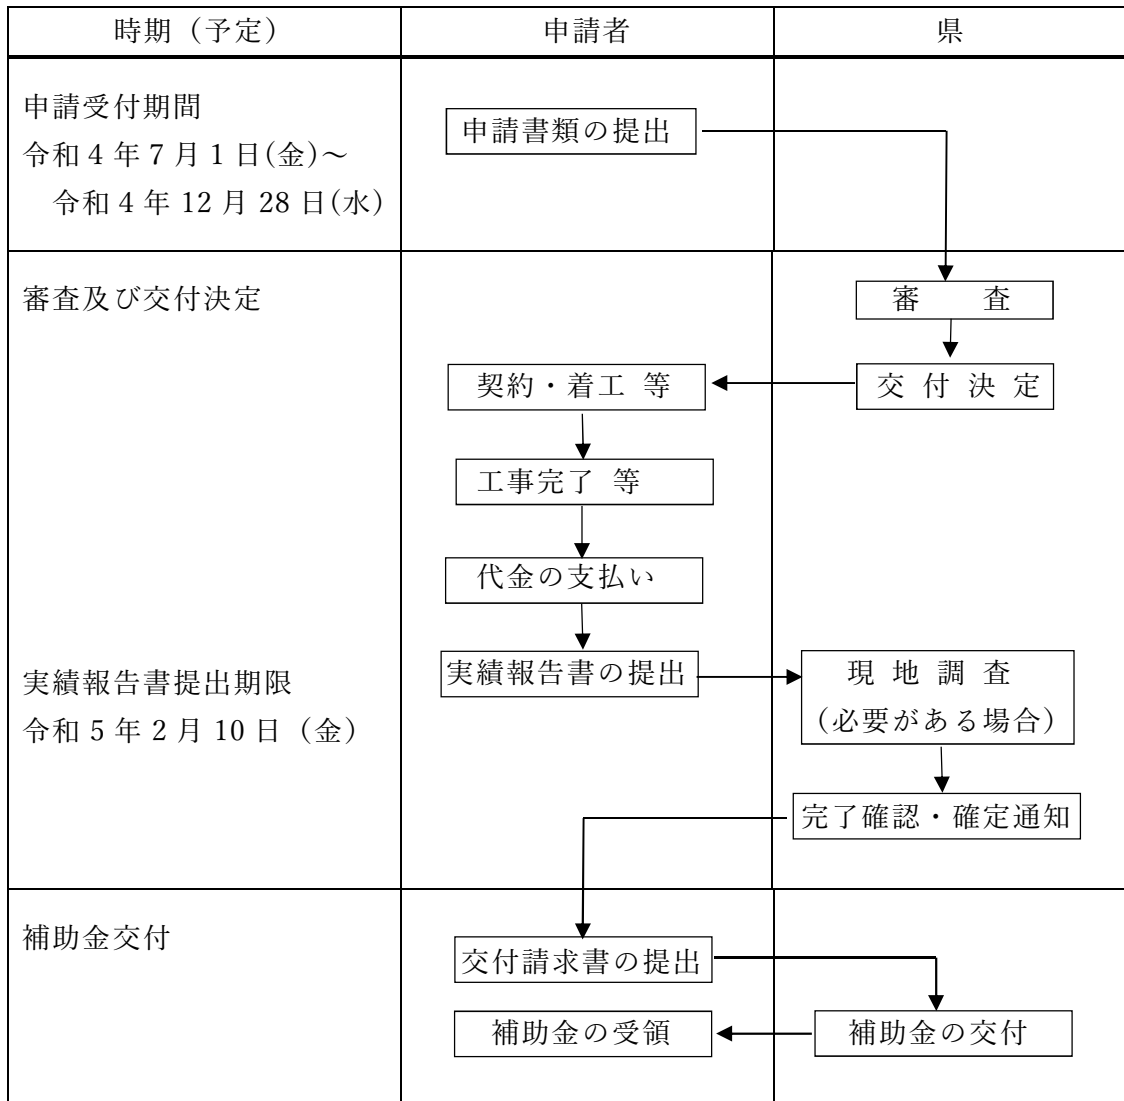 時期（予定）
申請者
県
申請受付期間
令和４年７月１日(金)～
令和４年 12 月 28 日(水)
申請書類の提出
審査及び交付決定
審　　査
交 付 決 定
契約・着工 等
工事完了 等
代金の支払い
実績報告書提出期限
令和５年２月 10 日（金）
実績報告書の提出
現 地 調 査
（必要がある場合）
完了確認・確定通知
補助金交付
交付請求書の提出
補助金の交付
補助金の受領